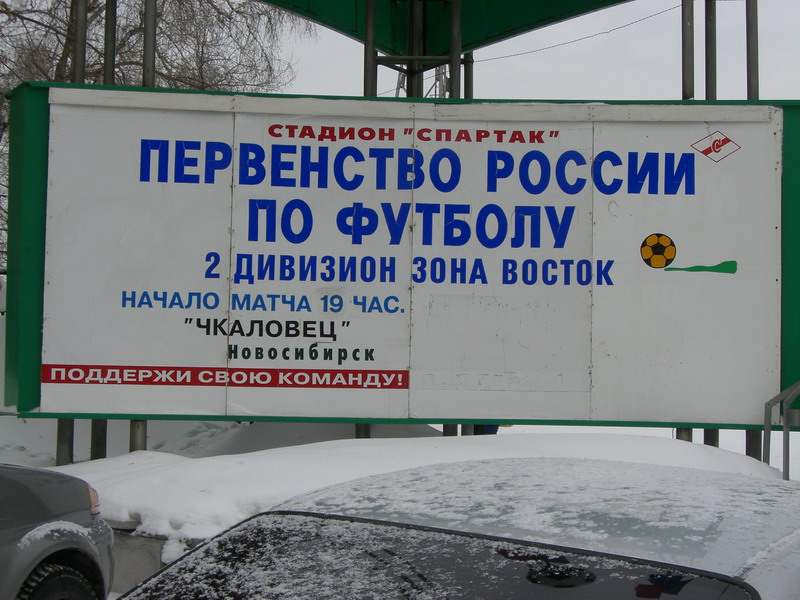 СТАДИОН "СПАРТАК"
ПЕРВЕНСТВО РОССИИ
ПО ФУТБОЛУ
2 ДИВИЗИОН ЗОНА ВОСТОК
НАЧАЛО МАТЧА 19 ЧАС.
"ЧКАЛОВЕЦ"
Новосибирск
ПОДДЕРЖИ СВОЮ КОМАНДУ!